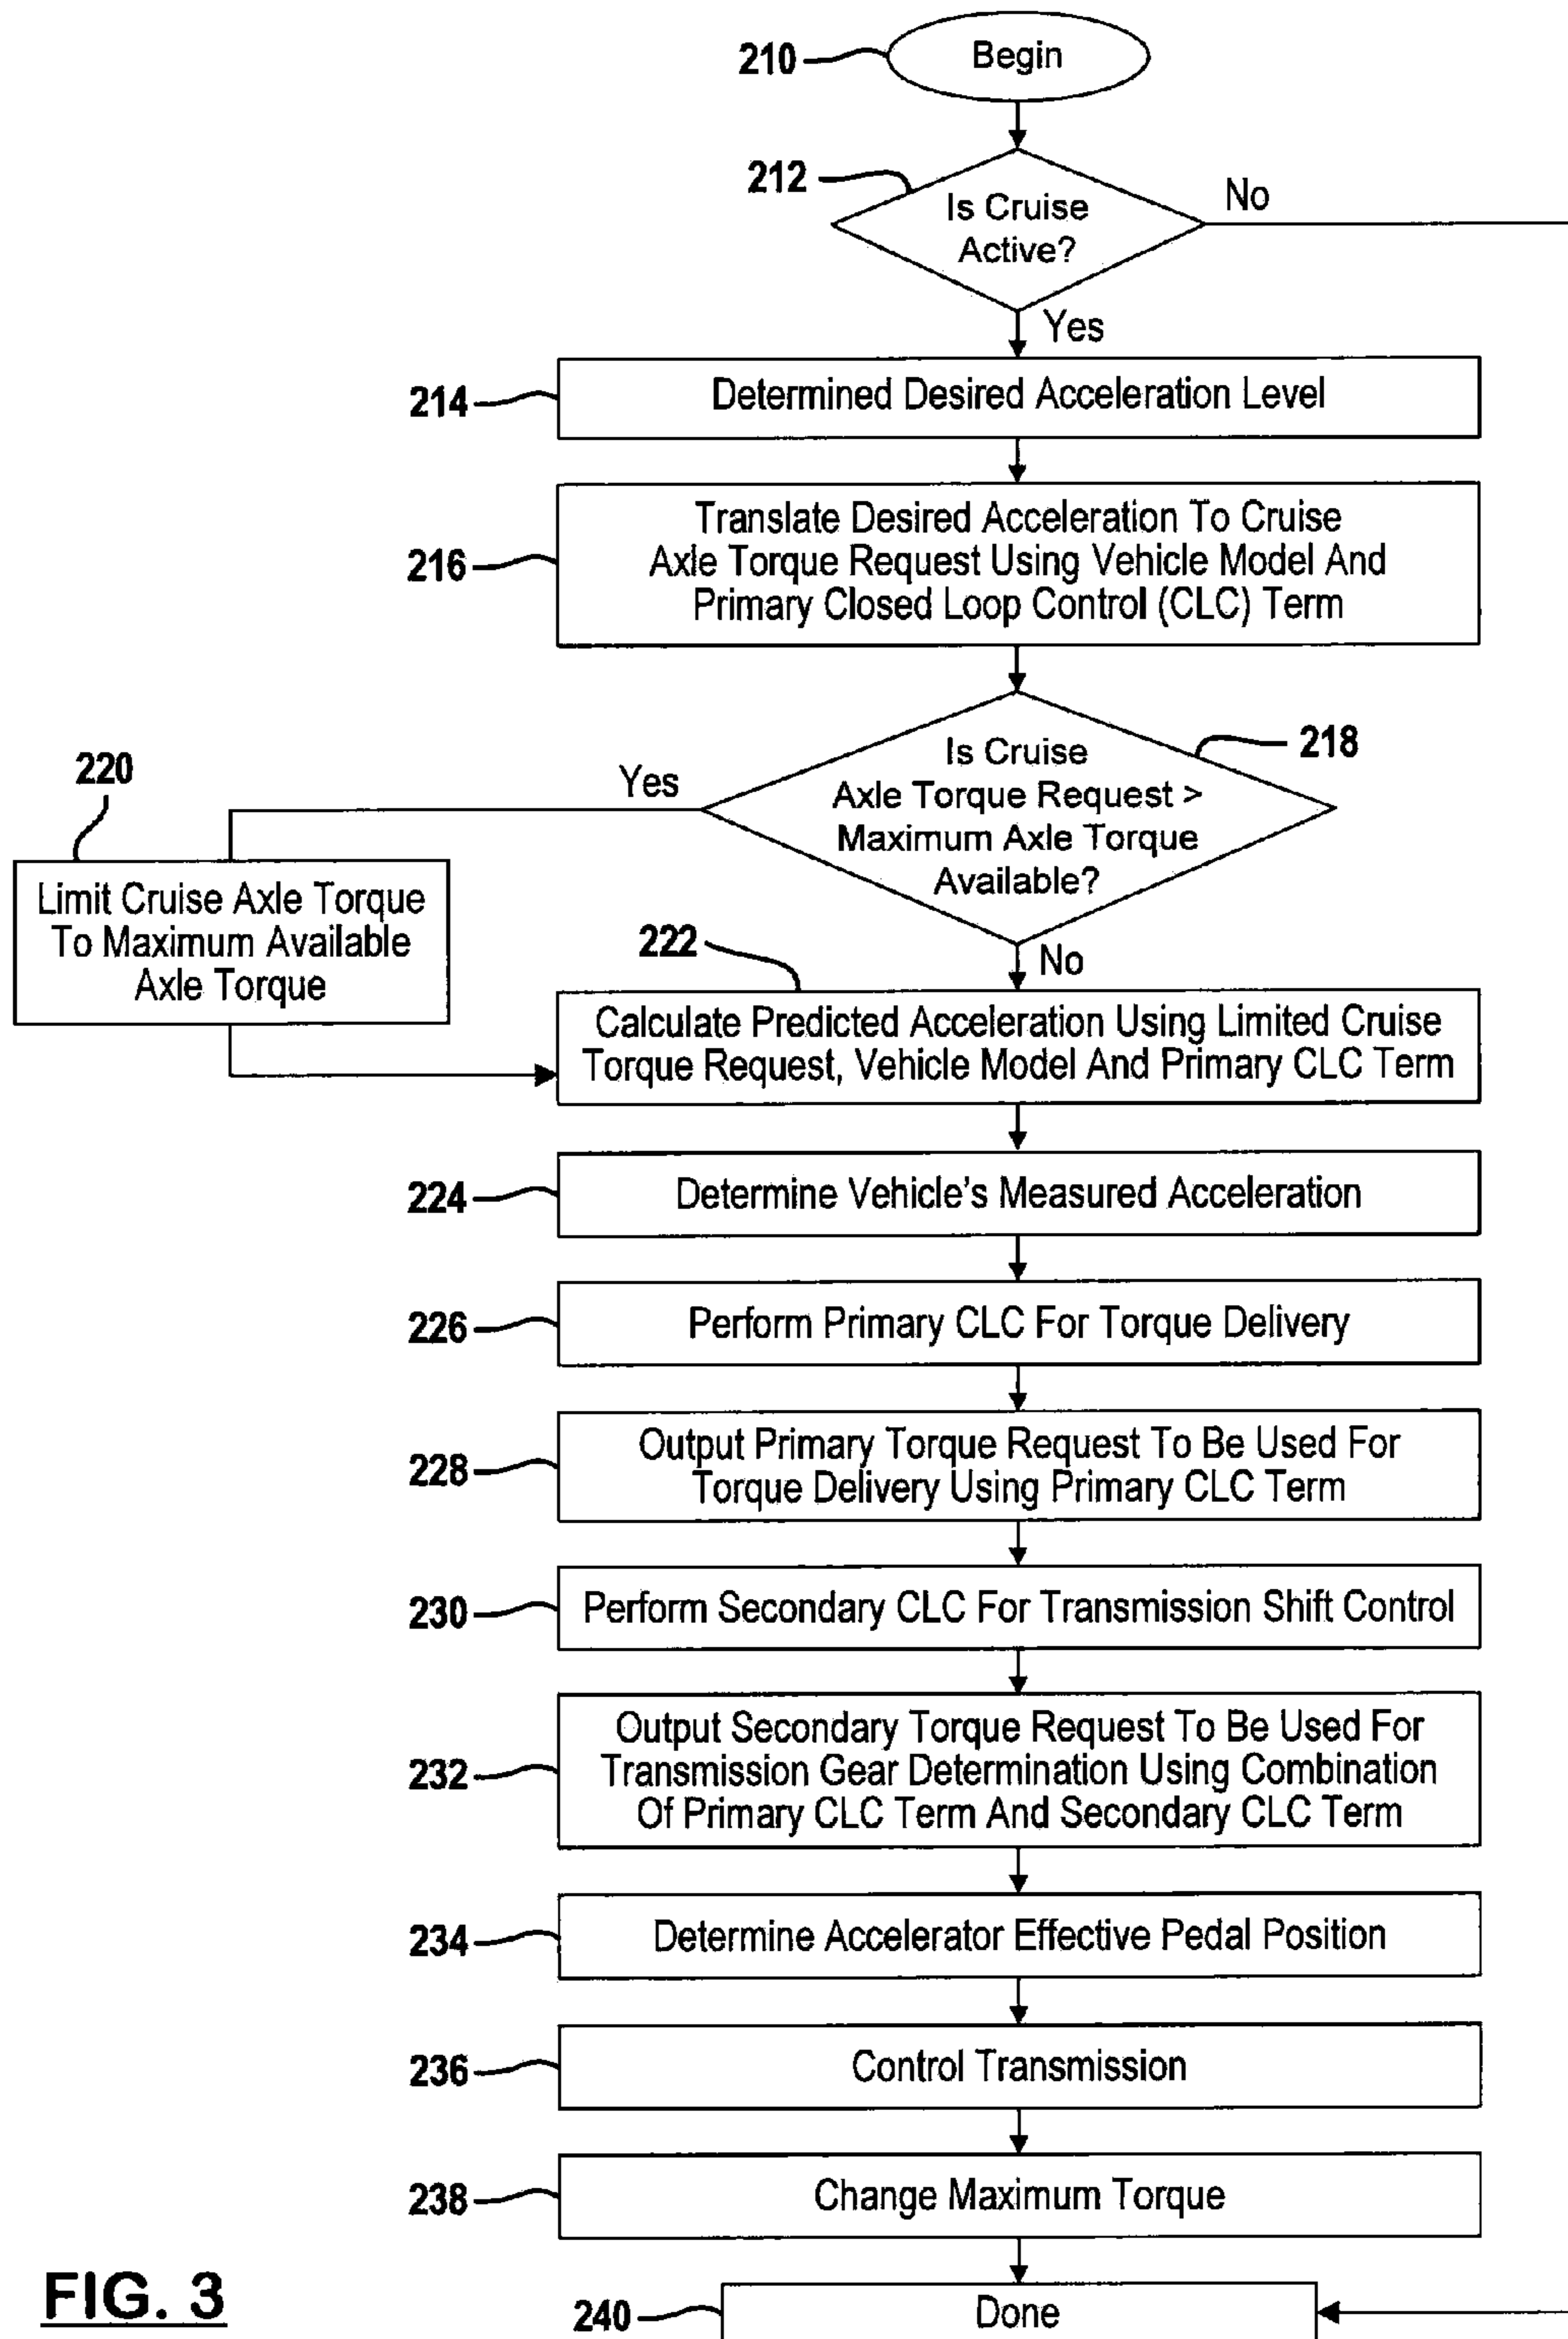 210
Begin
212
Is Cruise
Active?
No
Yes
214
Determined Desired Acceleration Level
216
Translate Desired Acceleration To Cruise
Axle Torque Request Using Vehicle Model And
Primary Closed Loop Control (CLC) Term
218
Is Cruise
Axle Torque Request >
Maximum Axle Torque
Available?
Yes
220
Limit Cruise Axle Torque
To Maximum Available
Axle Torque
No
222
Calculate Predicted Acceleration Using Limited Cruise
Torque Request, Vehicle Model And Primary CLC Term
224
Determine Vehicle's Measured Acceleration
226
Perform Primary CLC For Torque Delivery
228
Output Primary Torque Request To Be Used For
Torque Delivery Using Primary CLC Term
230
Perform Secondary CLC For Transmission Shift Control
232
Output Secondary Torque Request To Be Used For
Transmission Gear Determination Using Combination
Of Primary CLC Term And Secondary CLC Term
234
Determine Accelerator Effective Pedal Position
236
Control Transmission
238
Change Maximum Torque
240
Done
FIG. 3